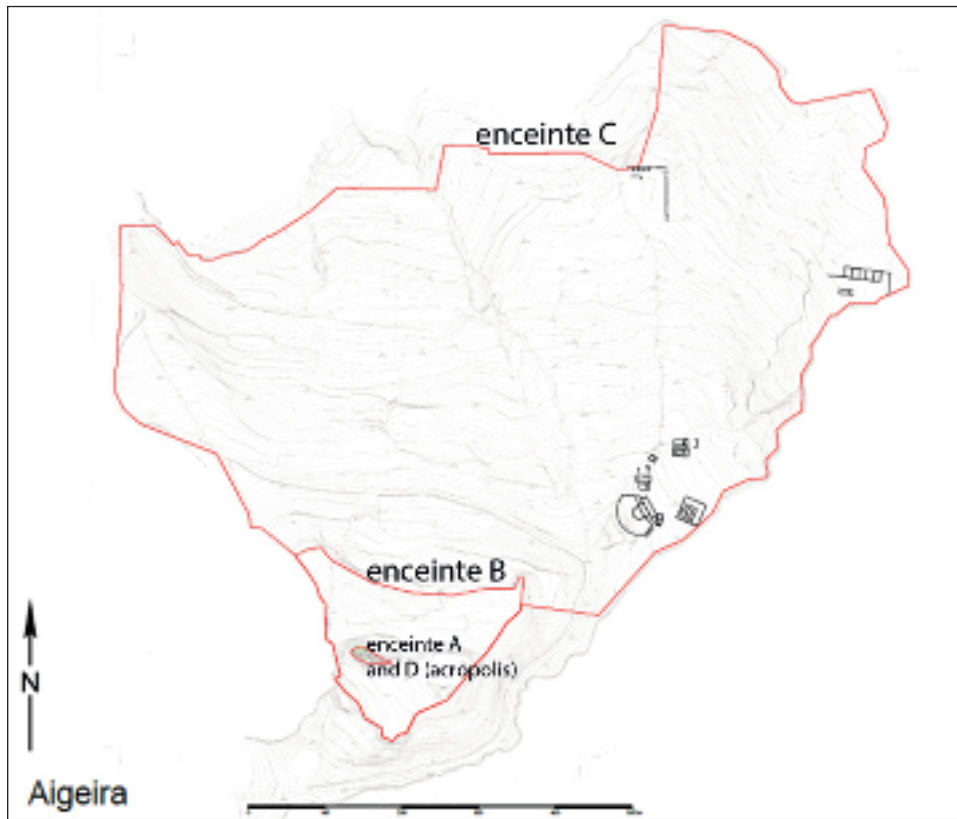 enceinte C
enceinte B
enceinte A
and D (acropolis)
N
Aigeira